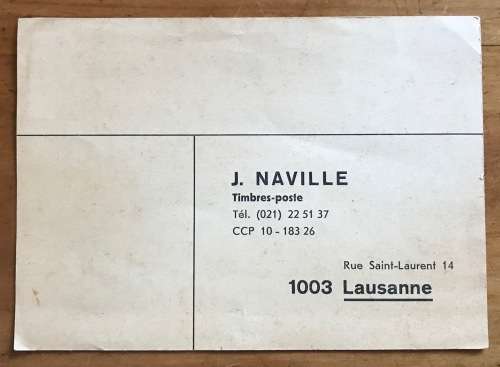 J. NAVILLE
Timbres-poste
Tél. (021) 22 51 37
CCP 10 - 183 26
Rue Saint-Laurent 14
1003 Lausanne